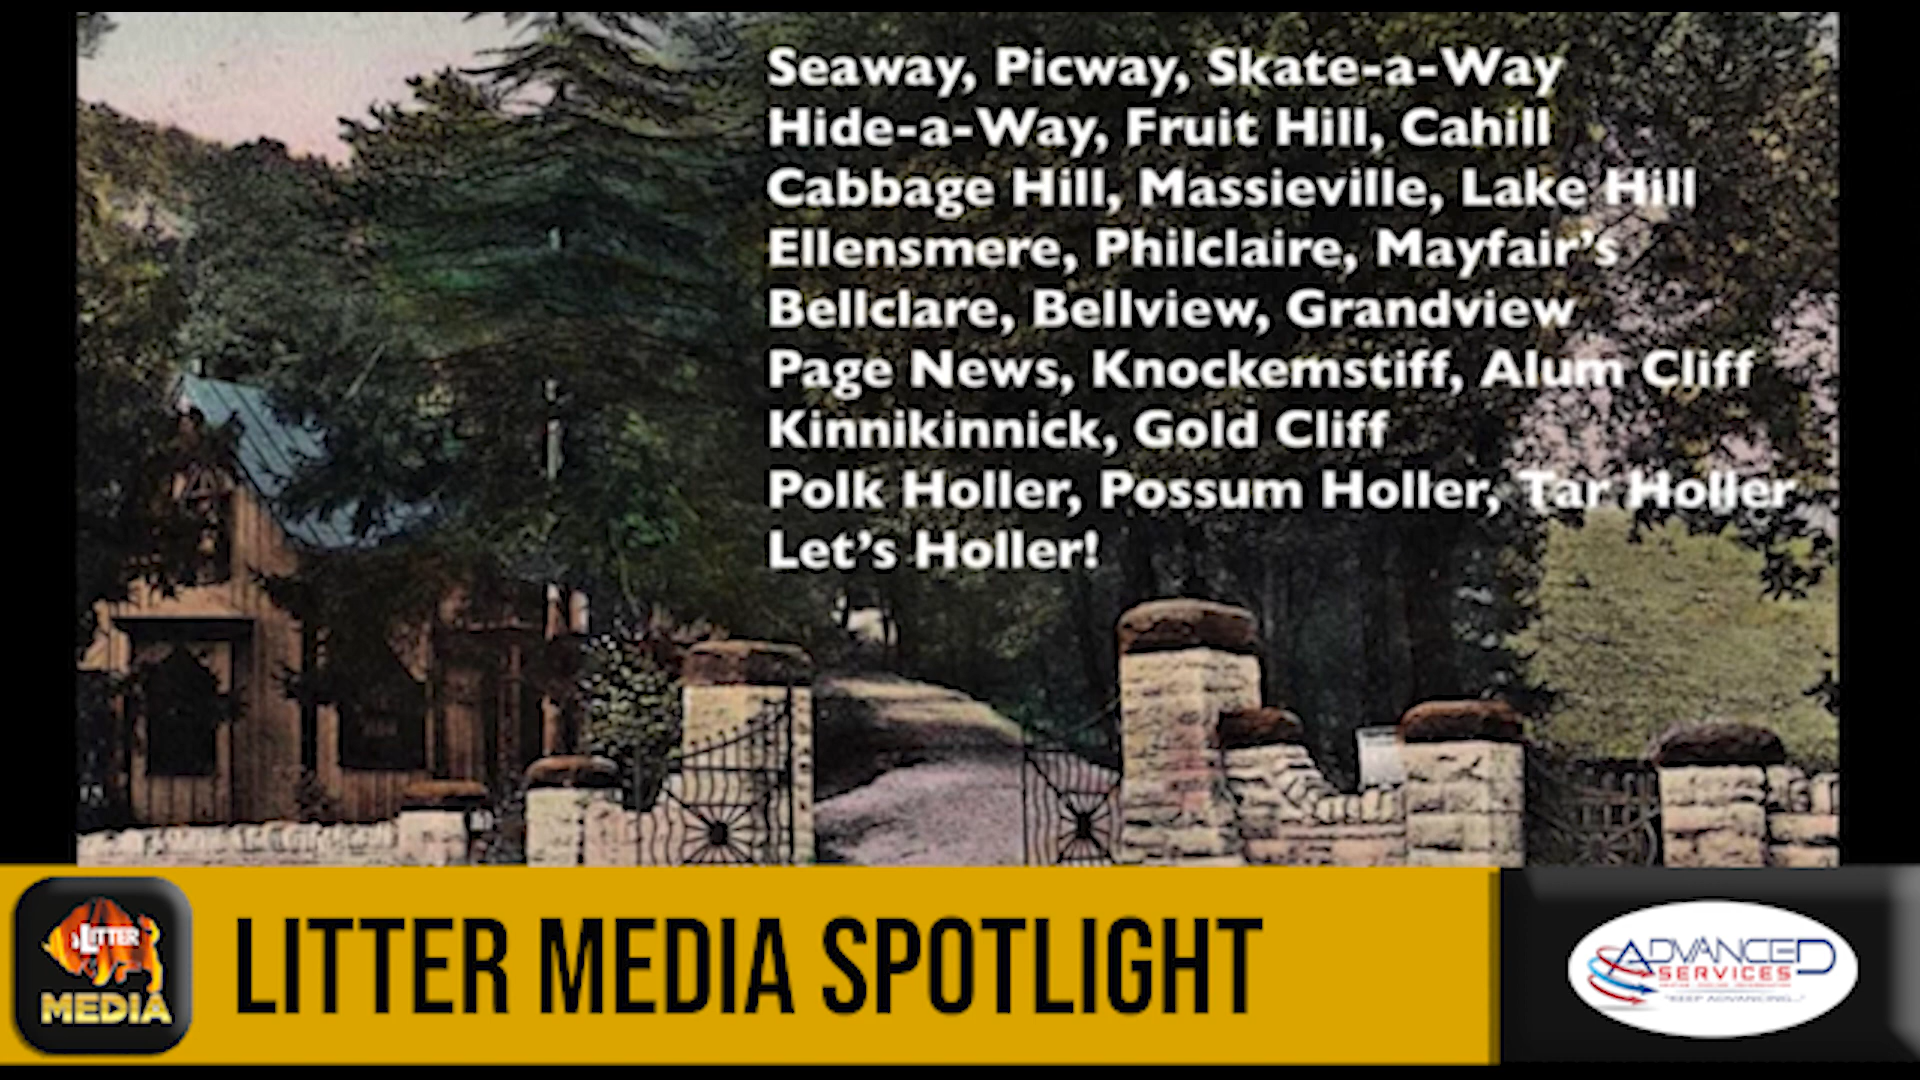 Seaway, Picway, Skate-a-Way
Hide-a-Way, Fruit Hill, Cahill
Cabbage Hill, Massieville, Lake Hill
Ellensmere, Philclaire, Mayfair’s
Bellclare, Bellview, Grandview
Page News, Knockemstiff, Alum Cliff
Kinnikinnick, Gold Cliff
Polk Holler, Possum Holler, Tar Holler
Let’s Holler!
LITTER
MEDIA
LITTER MEDIA SPOTLIGHT
ADVANCED
SERVICES
"KEEP ADVANCING..."